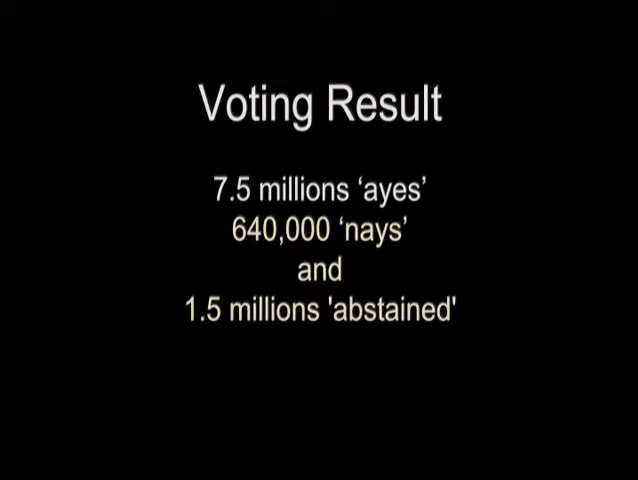 Voting Result
7.5 millions ‘ayes’
640,000 ‘nays’
and
1.5 millions 'abstained'